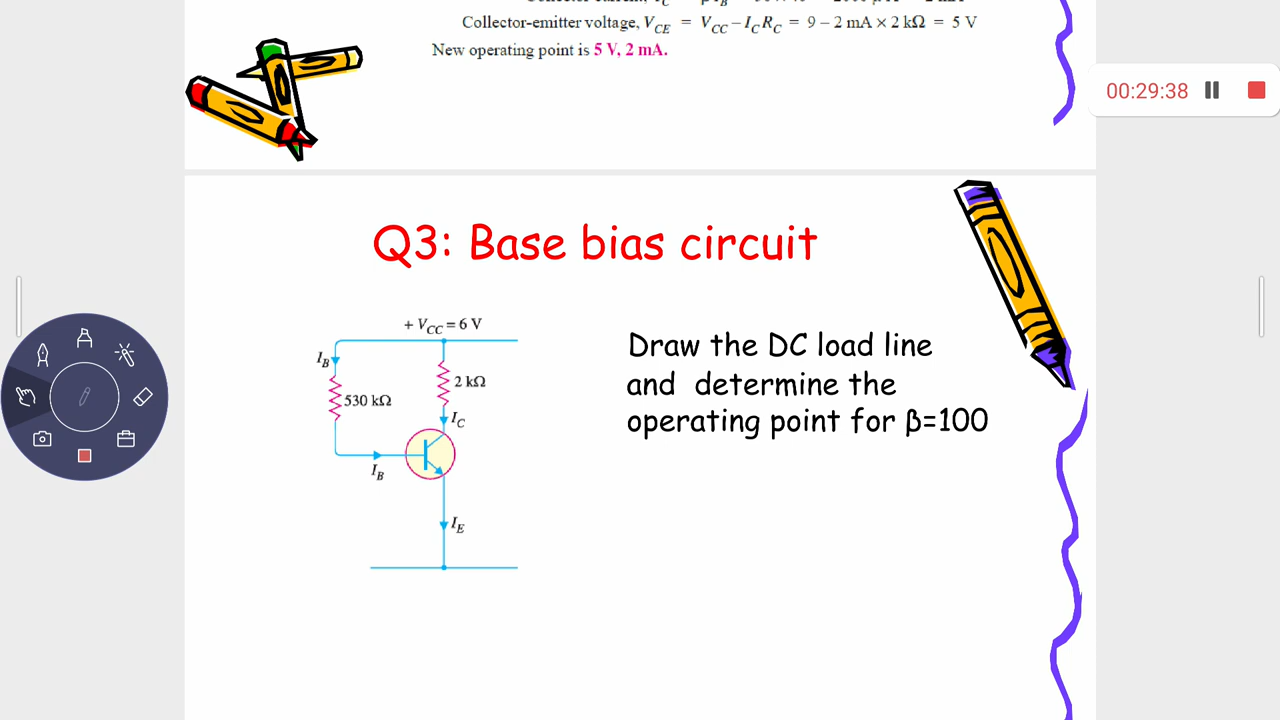 Collector-emitter voltage, V_CE = V_CC – I_C R_C = 9 – 2 mA × 2 kΩ = 5 V
New operating point is 5 V, 2 mA.
00:29:38
Q3: Base bias circuit
+ V_CC = 6 V
I_B
2 kΩ
530 kΩ
I_C
I_B
I_E
Draw the DC load line
and determine the
operating point for β=100